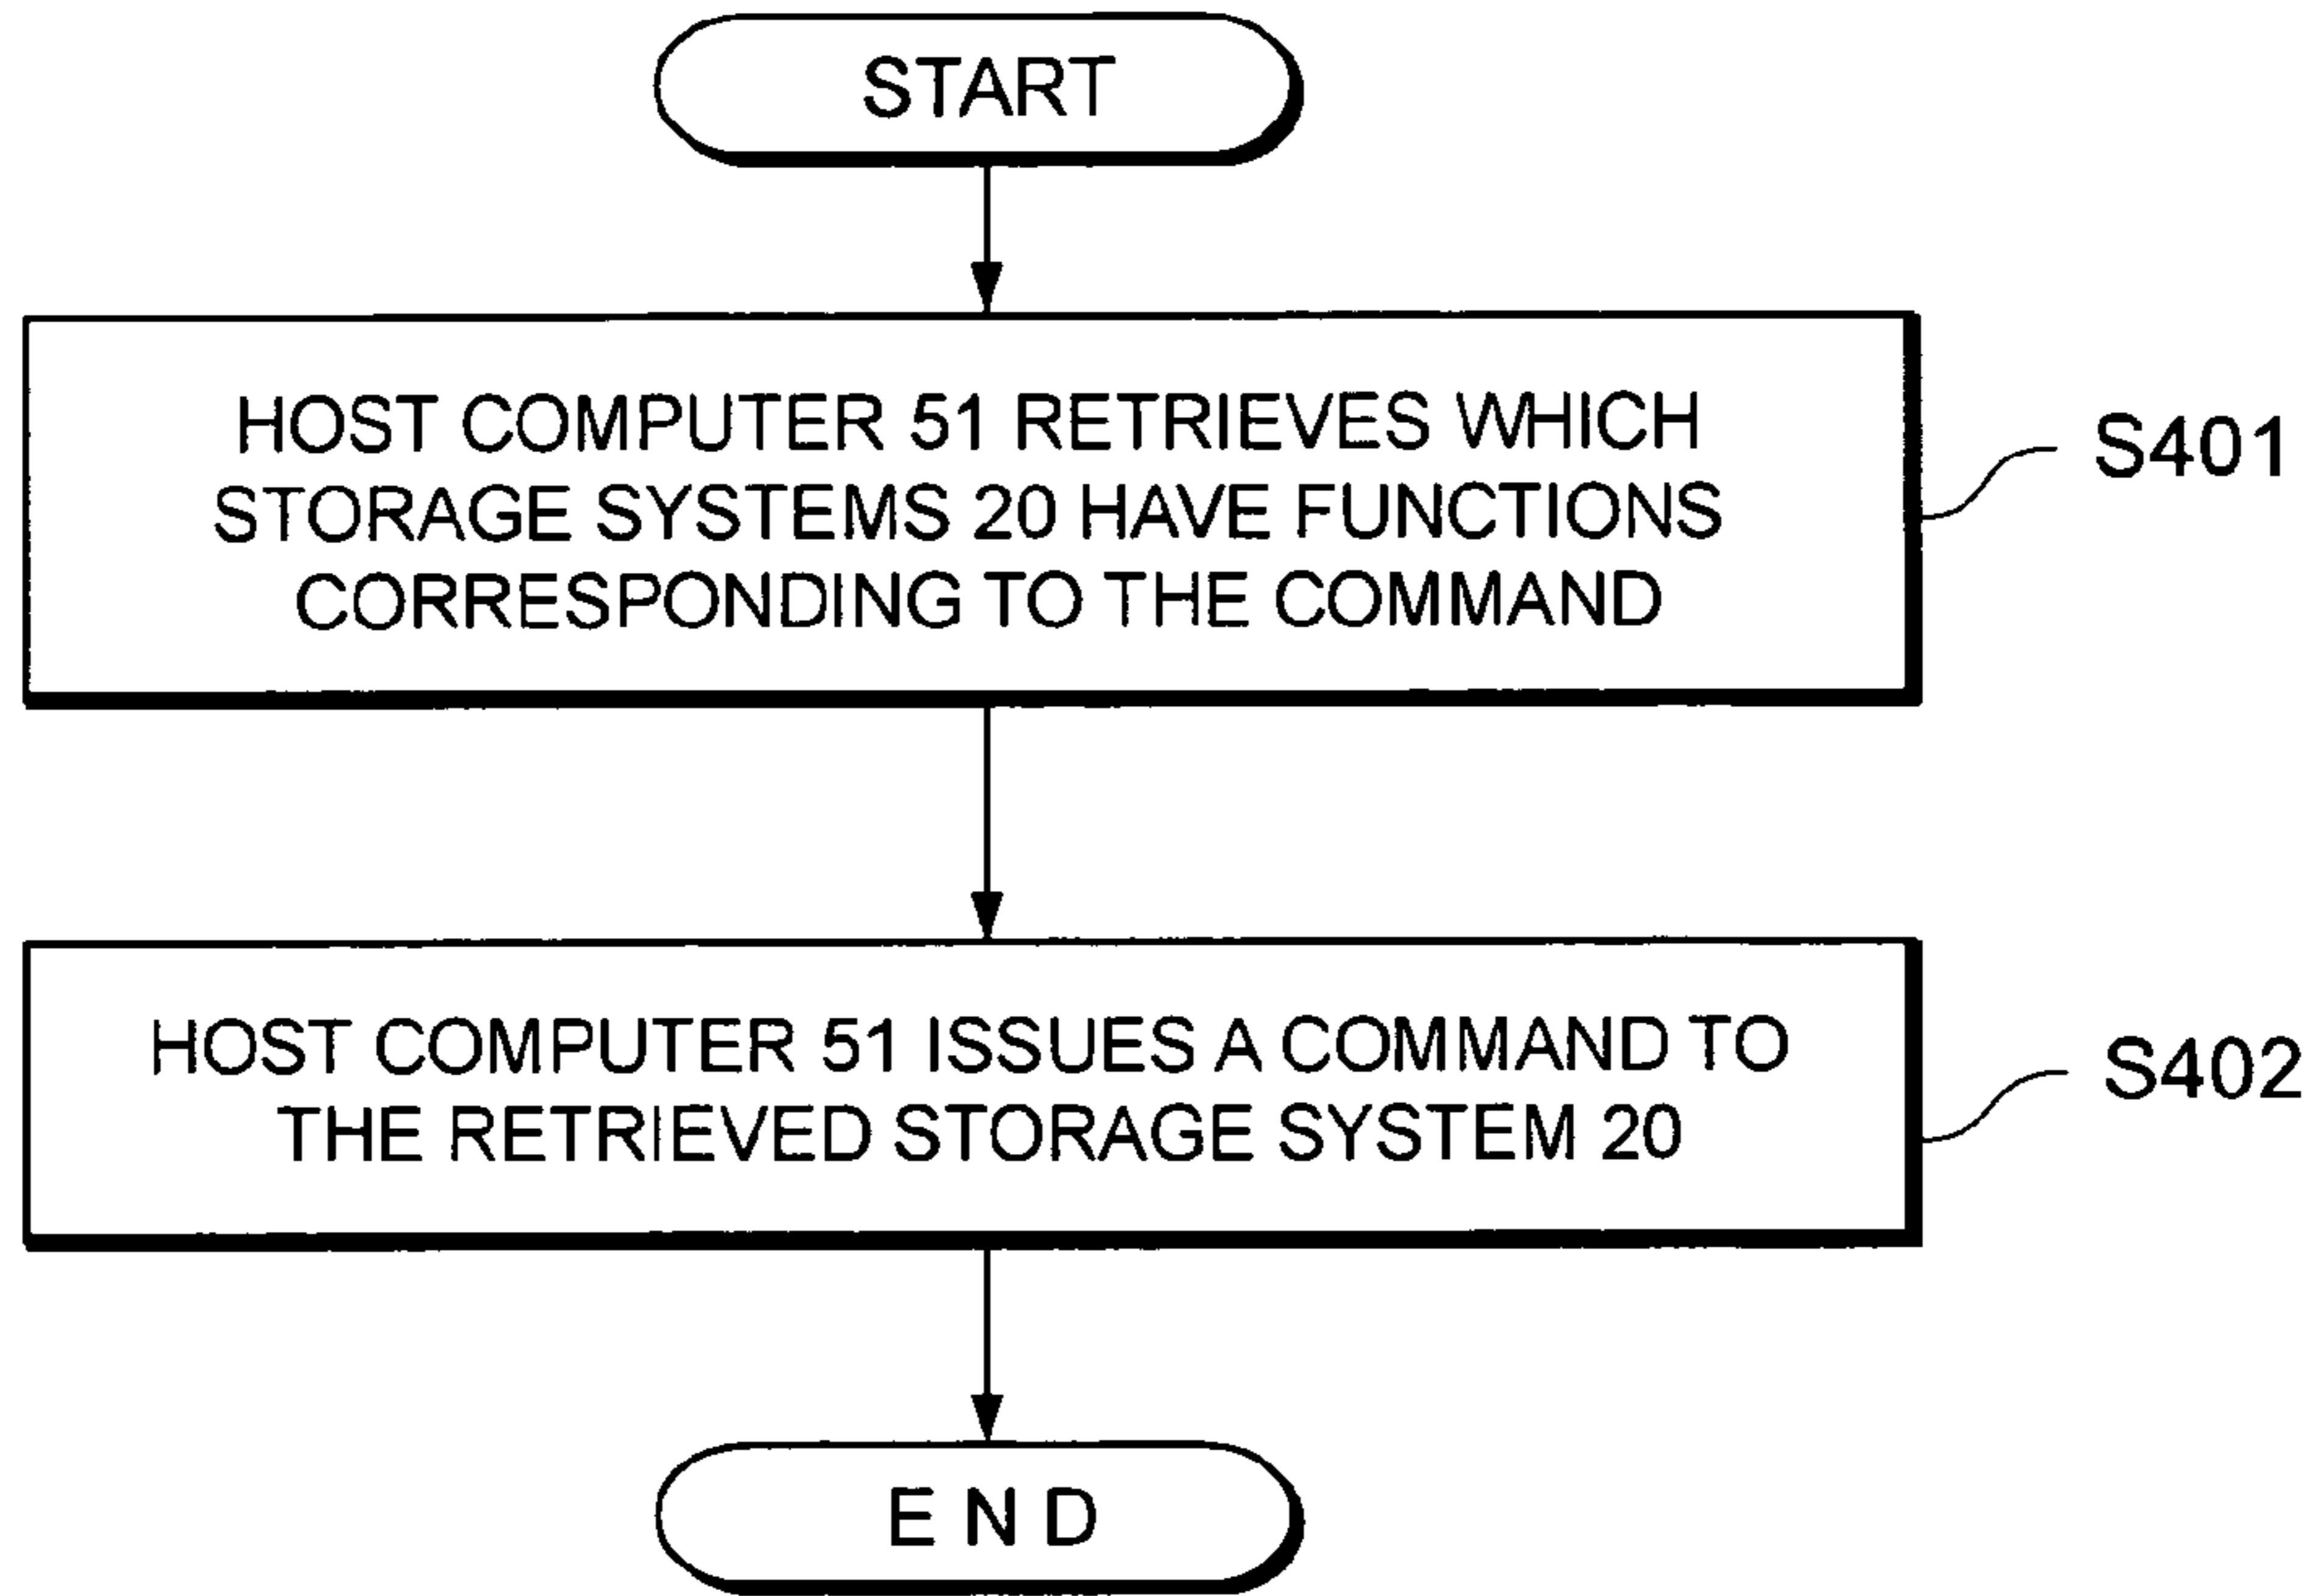 START
HOST COMPUTER 51 RETRIEVES WHICH
STORAGE SYSTEMS 20 HAVE FUNCTIONS
CORRESPONDING TO THE COMMAND
S401
HOST COMPUTER 51 ISSUES A COMMAND TO
THE RETRIEVED STORAGE SYSTEM 20
S402
END